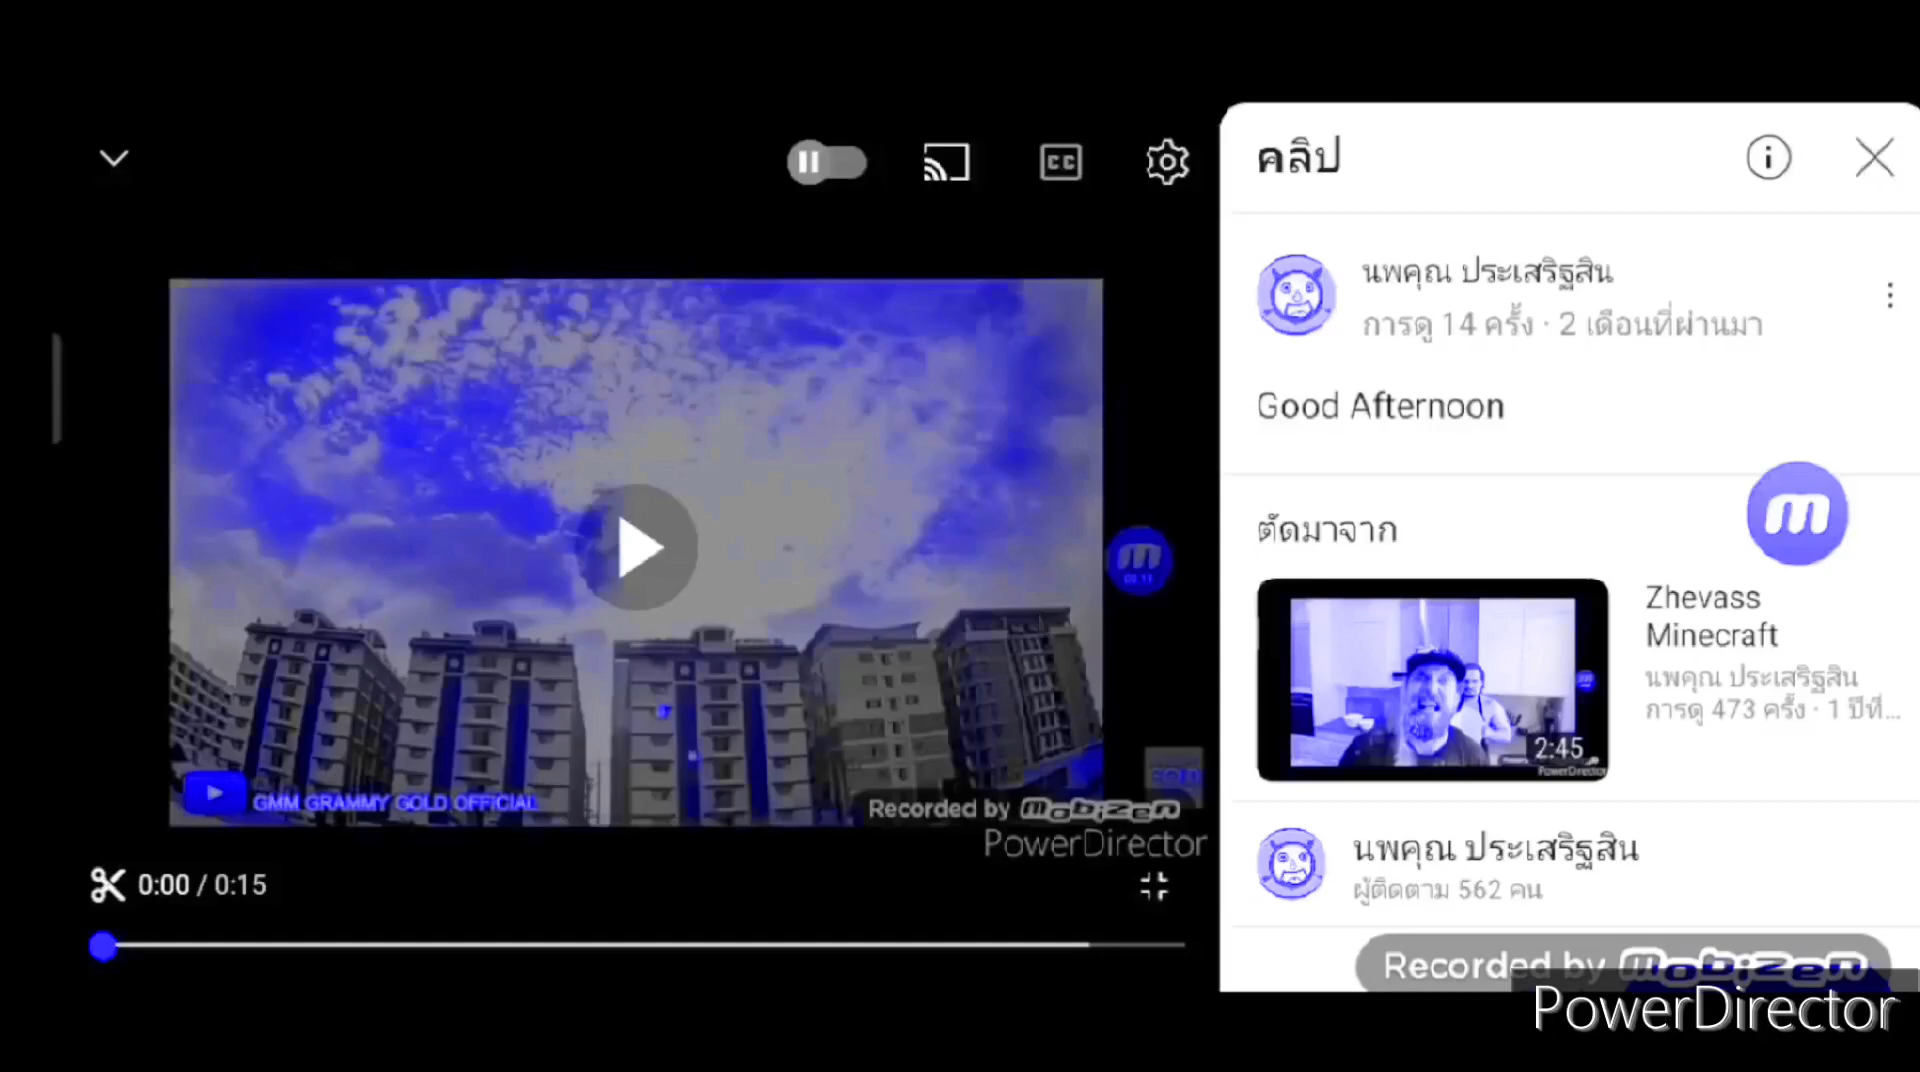 CC
คลิป
นพคุณ ประเสริฐสิน
การดู 14 ครั้ง · 2 เดือนที่ผ่านมา
Good Afternoon
ตัดมาจาก
m
Zhevass
Minecraft
นพคุณ ประเสริฐสิน
การดู 473 ครั้ง · 1 ปีที่...
2:45
PowerDirector
นพคุณ ประเสริฐสิน
ผู้ติดตาม 562 คน
m
GMM GRAMMY GOLD OFFICIAL
GOLD
Recorded by Mobizen
PowerDirector
0:00 / 0:15
Recorded by Mobizen
PowerDirector